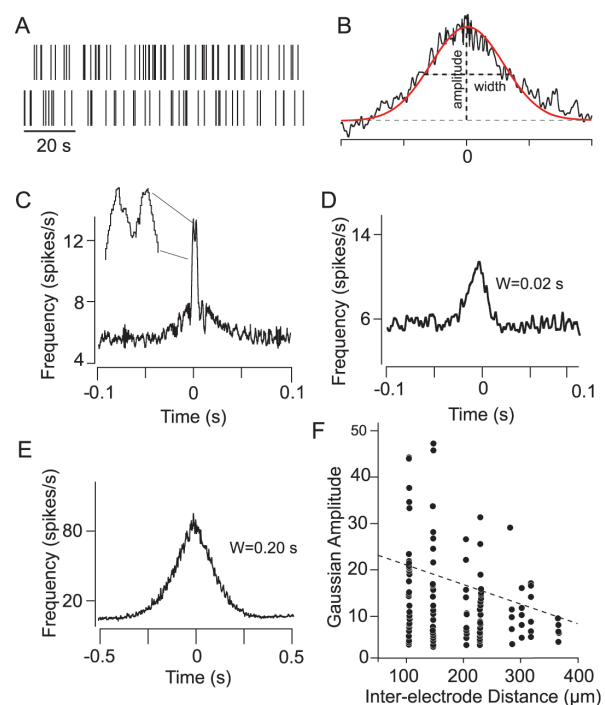 A
20 s
B
amplitude
width
0
C
Frequency (spikes/s)
12
8
4
-0.1
0
0.1
Time (s)
D
Frequency (spikes/s)
14
6
W=0.02 s
-0.1
0
0.1
Time (s)
E
Frequency (spikes/s)
80
20
W=0.20 s
-0.5
0
0.5
Time (s)
F
Gaussian Amplitude
50
40
30
20
10
0
100
200
300
400
Inter-electrode Distance (µm)